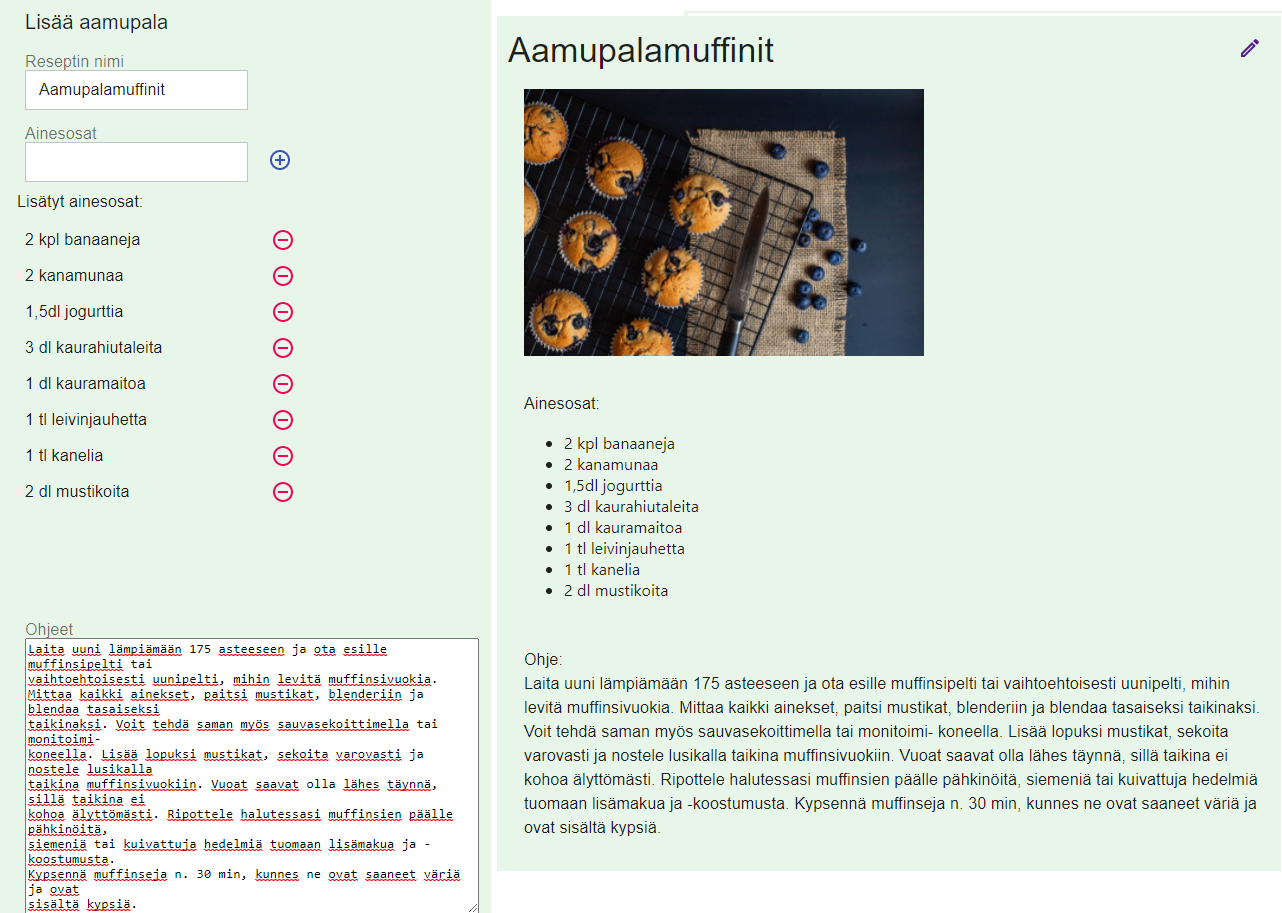 Lisää aamupala
Reseptin nimi
Aamupalamuffinit
Ainesosat
Lisätyt ainesosat:
2 kpl banaaneja
2 kanamunaa
1,5dl jogurttia
3 dl kaurahiutaleita
1 dl kauramaitoa
1 tl leivinjauhetta
1 tl kanelia
2 dl mustikoita
Ohjeet
Laita uuni lämpiämään 175 asteeseen ja ota esille
muffinsipelti tai
vaihtoehtoisesti uunipelti, mihin levitä muffinsivuokia.
Mittaa kaikki ainekset, paitsi mustikat, blenderiin ja
blendaa tasaiseksi
taikinaksi. Voit tehdä saman myös sauvasekoittimella tai
monitoimi-
koneella. Lisää lopuksi mustikat, sekoita varovasti ja
nostele lusikalla
taikina muffinsivuokiin. Vuoat saavat olla lähes täynnä,
sillä taikina ei
kohoa älyttömästi. Ripottele halutessasi muffinsien päälle
pähkinöitä,
siemeniä tai kuivattuja hedelmiä tuomaan lisämakua ja -
koostumusta.
Kypsennä muffinseja n. 30 min, kunnes ne ovat saaneet väriä
ja ovat
sisältä kypsiä.
Aamupalamuffinit
Ainesosat:
2 kpl banaaneja
2 kanamunaa
1,5dl jogurttia
3 dl kaurahiutaleita
1 dl kauramaitoa
1 tl leivinjauhetta
1 tl kanelia
2 dl mustikoita
Ohje:
Laita uuni lämpiämään 175 asteeseen ja ota esille muffinsipelti tai vaihtoehtoisesti uunipelti, mihin
levitä muffinsivuokia. Mittaa kaikki ainekset, paitsi mustikat, blenderiin ja blendaa tasaiseksi taikinaksi.
Voit tehdä saman myös sauvasekoittimella tai monitoimi- koneella. Lisää lopuksi mustikat, sekoita
varovasti ja nostele lusikalla taikina muffinsivuokiin. Vuoat saavat olla lähes täynnä, sillä taikina ei
kohoa älyttömästi. Ripottele halutessasi muffinsien päälle pähkinöitä, siemeniä tai kuivattuja hedelmiä
tuomaan lisämakua ja -koostumusta. Kypsennä muffinseja n. 30 min, kunnes ne ovat saaneet väriä ja
ovat sisältä kypsiä.